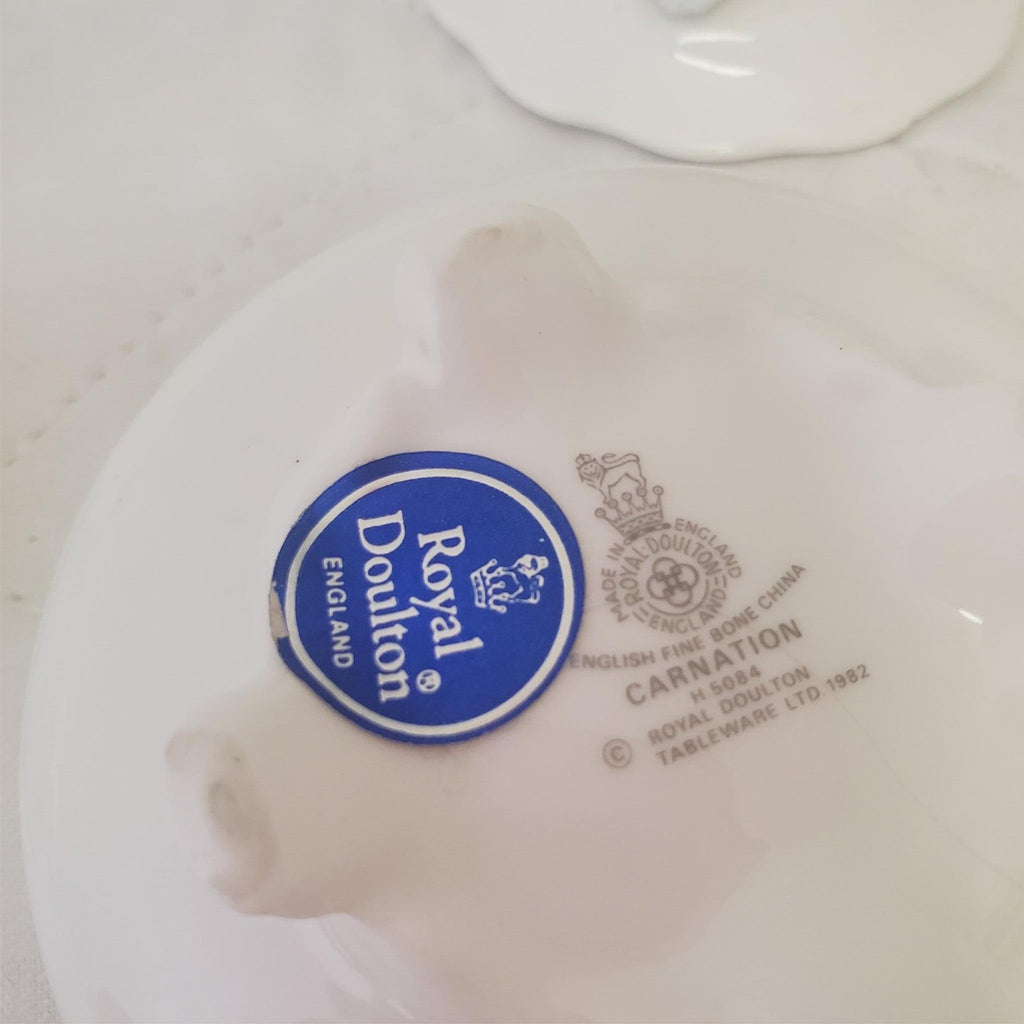 Royal
Doulton®
ENGLAND
MADE IN ENGLAND
ROYAL·DOULTON
ENGLAND
ENGLISH FINE BONE CHINA
CARNATION
H 5084
© ROYAL DOULTON
TABLEWARE LTD 1982